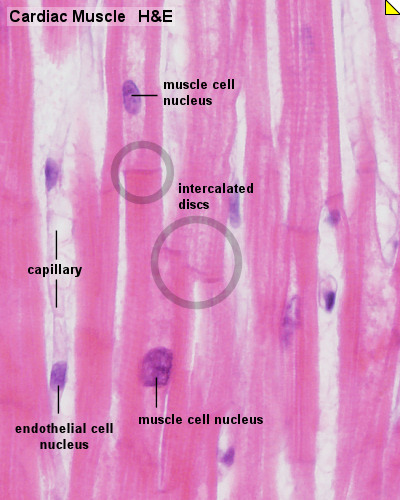 Cardiac Muscle H&E
muscle cell
nucleus
intercalated
discs
capillary
muscle cell nucleus
endothelial cell
nucleus